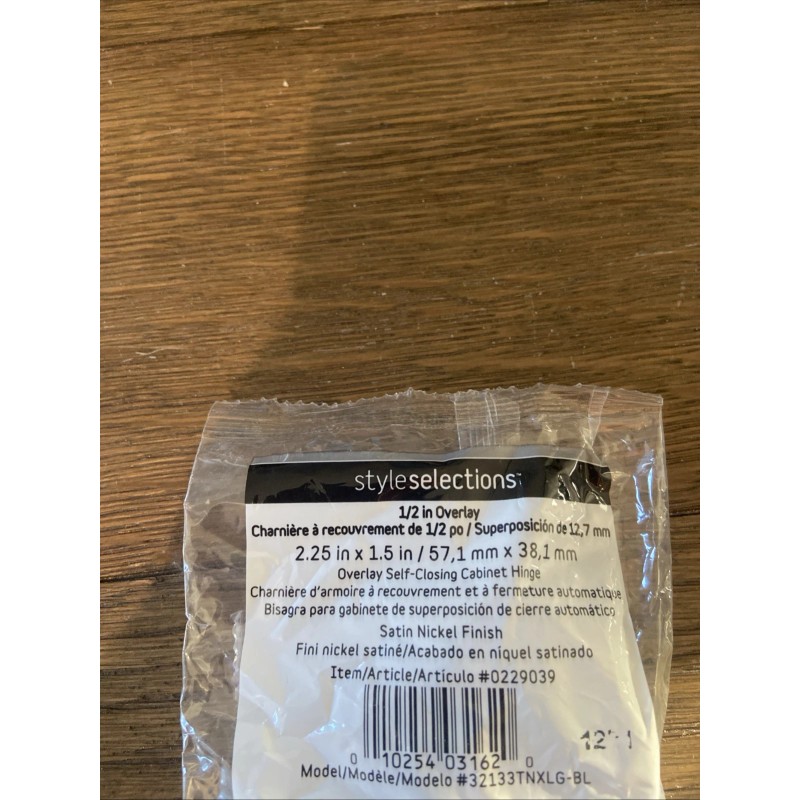 styleselections™
1/2 in Overlay
Charnière à recouvrement de 1/2 po / Superposición de 12,7 mm
2.25 in x 1.5 in / 57,1 mm x 38,1 mm
Overlay Self-Closing Cabinet Hinge
Charnière d'armoire à recouvrement et à fermeture automatique
Bisagra para gabinete de superposición de cierre automático
Satin Nickel Finish
Fini nickel satiné/Acabado en níquel satinado
Item/Article/Artículo #0229039
0 10254 03162 0
Model/Modèle/Modelo #32133TNXLG-BL